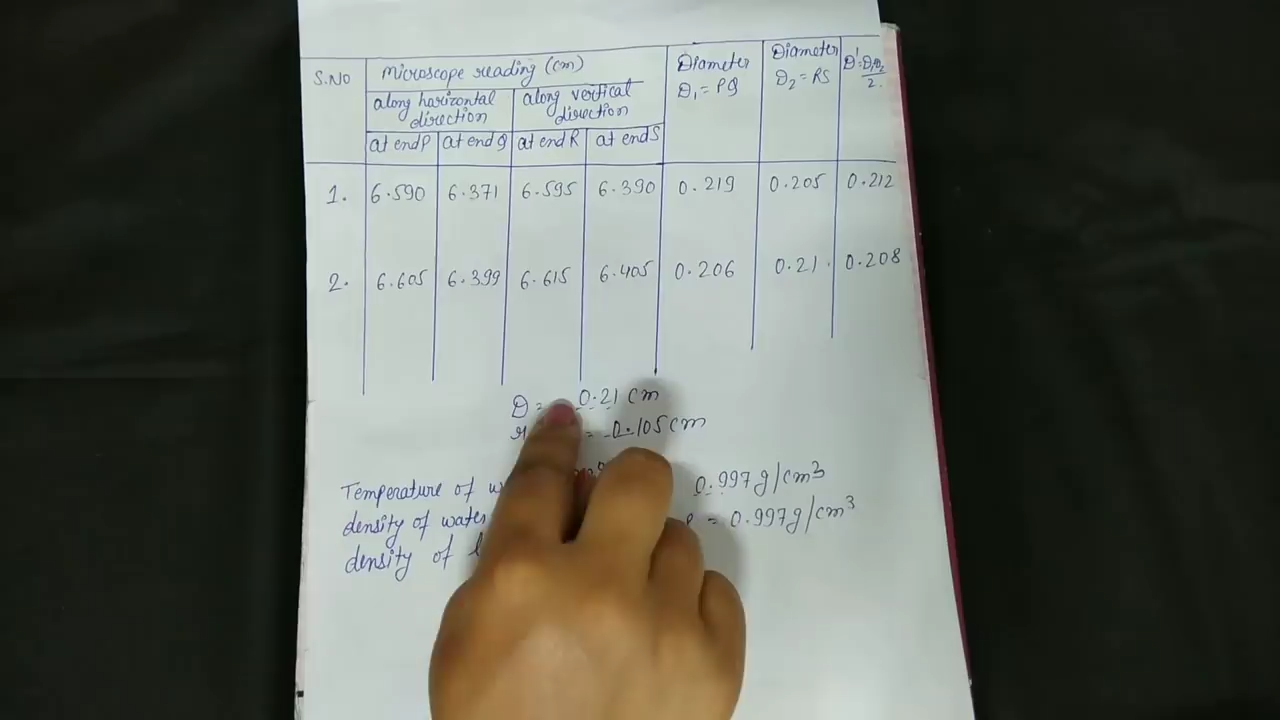 S.NO Microscope reading (cm) Diameter D₁ = PQ Diameter D₂ = RS D' = D₁D₂/2.
along horizontal direction along vertical direction
at end P at end Q at end R at end S
1. 6.590 6.371 6.595 6.390 0.219 0.205 0.212
2. 6.605 6.399 6.615 6.405 0.206 0.21. 0.208
D = 0.21 cm
= 0.105 cm
Temperature of
density of water 0.997 g/cm³
density of = 0.997 g/cm³